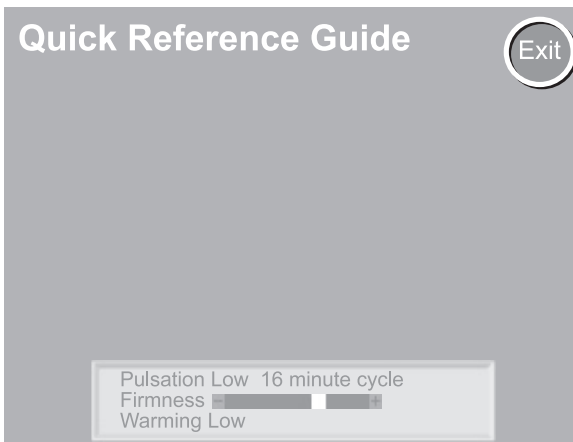 Quick Reference Guide
Exit
Pulsation Low 16 minute cycle
Firmness - +
Warming Low